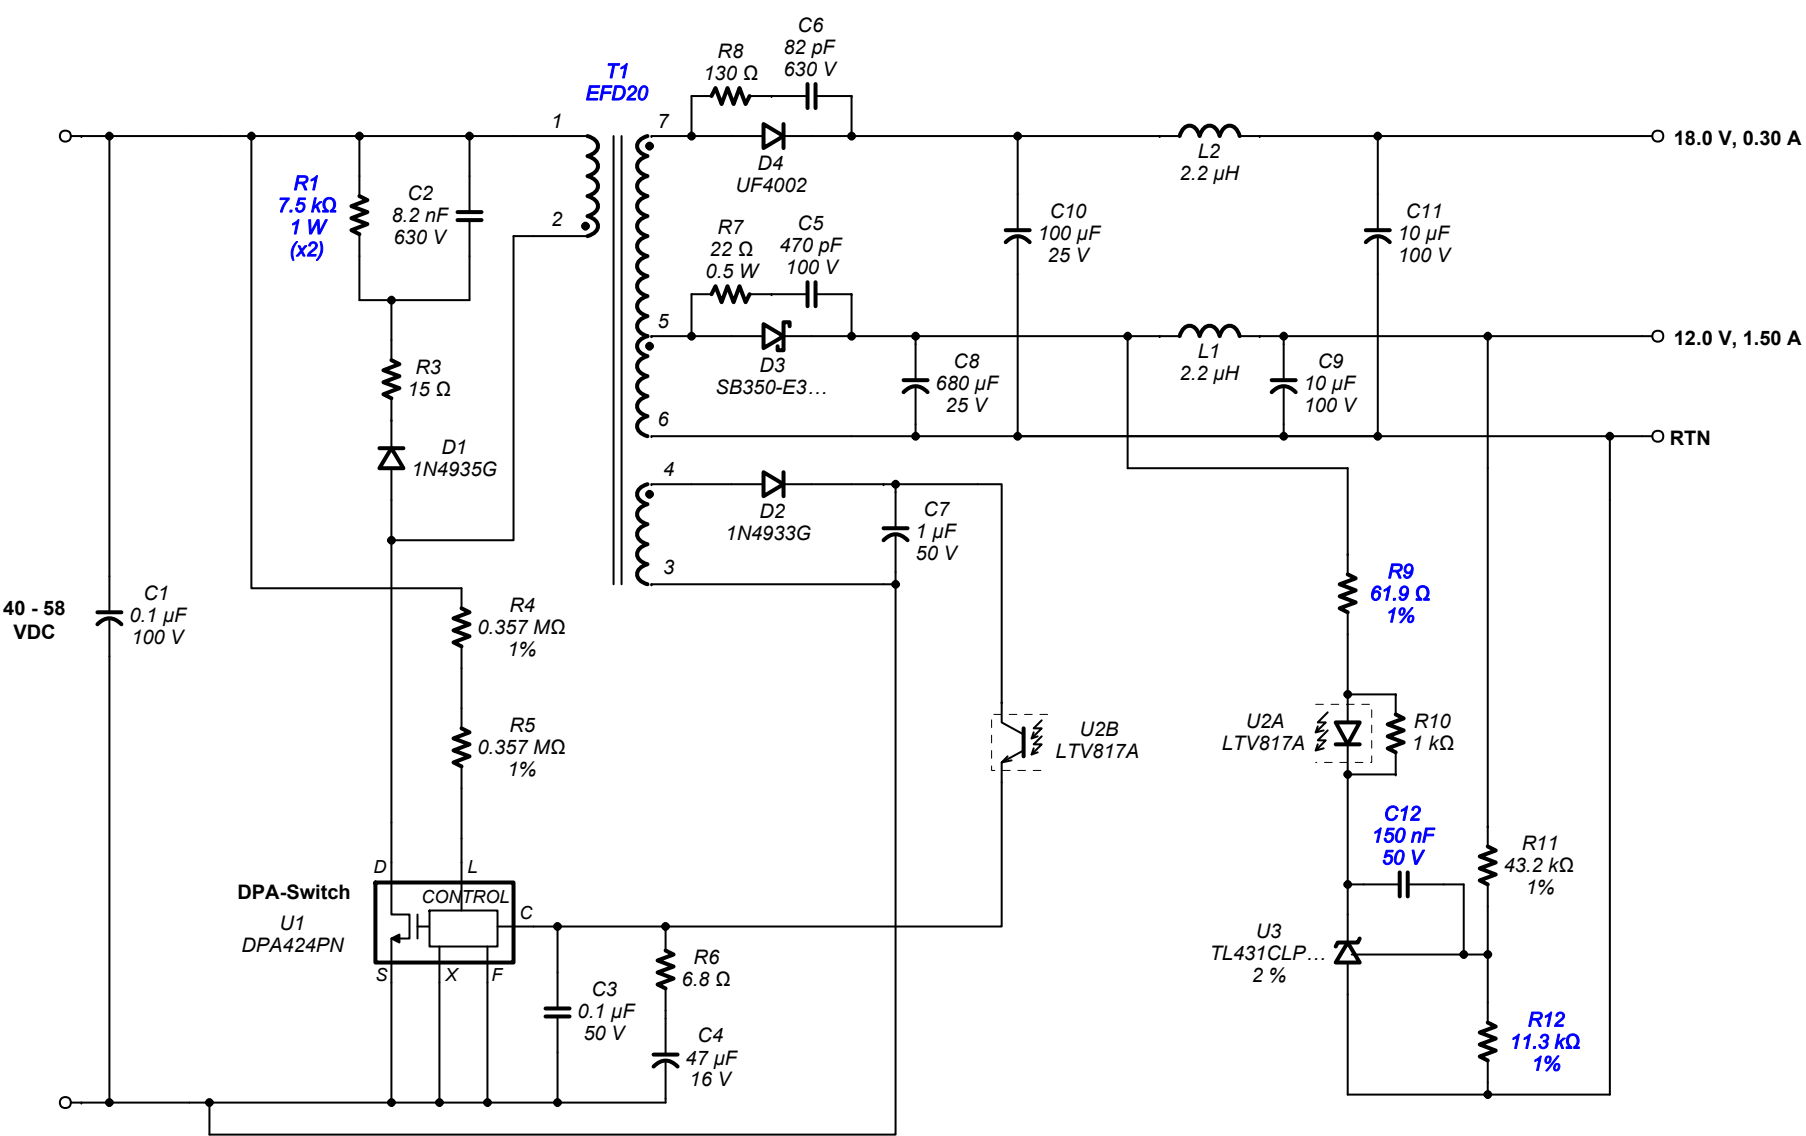 C6
82 pF
630 V
R8
130 Ω
T1
EFD20
1
7
18.0 V, 0.30 A
D4
UF4002
L2
2.2 µH
R1
7.5 kΩ
1 W
(x2)
C2
8.2 nF
630 V
2
R7
22 Ω
0.5 W
C5
470 pF
100 V
C10
100 µF
25 V
C11
10 µF
100 V
5
12.0 V, 1.50 A
D3
SB350-E3…
L1
2.2 µH
R3
15 Ω
C8
680 µF
25 V
C9
10 µF
100 V
6
RTN
D1
1N4935G
4
D2
1N4933G
C7
1 µF
50 V
3
40 - 58
VDC
C1
0.1 µF
100 V
R4
0.357 MΩ
1%
R9
61.9 Ω
1%
R5
0.357 MΩ
1%
U2B
LTV817A
U2A
LTV817A
R10
1 kΩ
C12
150 nF
50 V
R11
43.2 kΩ
1%
D
L
DPA-Switch
U1
DPA424PN
CONTROL
C
S
X
F
R6
6.8 Ω
U3
TL431CLP…
2 %
C3
0.1 µF
50 V
C4
47 µF
16 V
R12
11.3 kΩ
1%